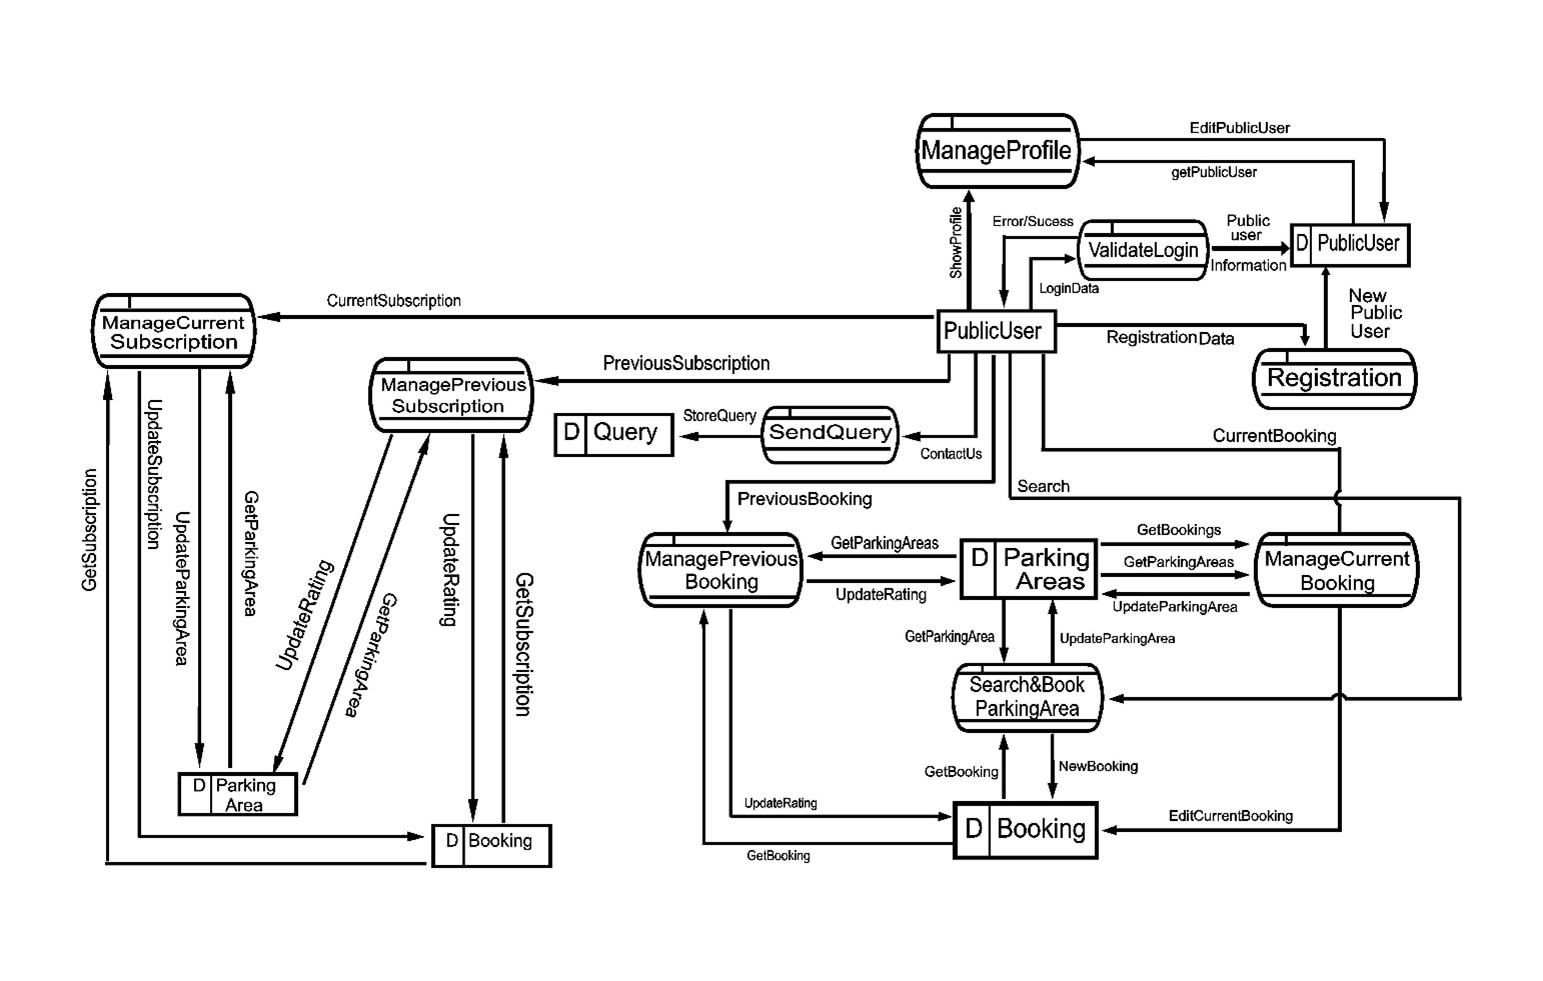 EditPublicUser
ManageProfile
getPublicUser
ShowProfile
Error/Sucess
ValidateLogin
Public
user
Information
D PublicUser
LoginData
New
Public
User
CurrentSubscription
PublicUser
RegistrationData
ManageCurrent
Subscription
PreviousSubscription
Registration
ManagePrevious
Subscription
StoreQuery
D Query
SendQuery
ContactUs
CurrentBooking
Search
PreviousBooking
GetSubscription
UpdateSubscription
UpdateParkingArea
GetParkingArea
UpdateRating
GetParkingArea
UpdateRating
GetSubscription
ManagePrevious
Booking
GetParkingAreas
UpdateRating
D Parking
Areas
GetBookings
GetParkingAreas
UpdateParkingArea
ManageCurrent
Booking
GetParkingArea
UpdateParkingArea
Search&Book
ParkingArea
GetBooking
NewBooking
D Parking
Area
D Booking
UpdateRating
GetBooking
D Booking
EditCurrentBooking